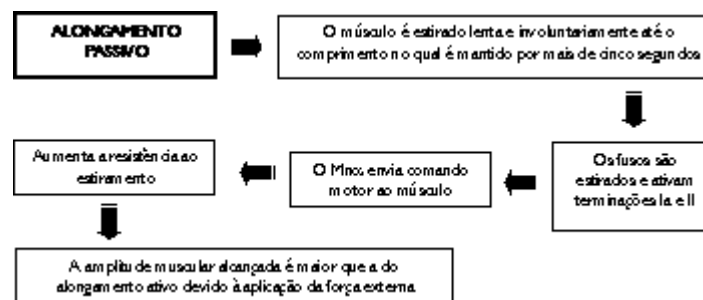 ALONGAMENTO
PASSIVO
O músculo é estirado lenta e involuntariamente até o
comprimento no qual é mantido por mais de cinco segundos
Os fusos são
estirados e ativam
terminações Ia e II
O Mnα envia comando
motor ao músculo
Aumenta a resistência ao
estiramento
A amplitude muscular alcançada é maior que a do
alongamento ativo devido à aplicação da força externa